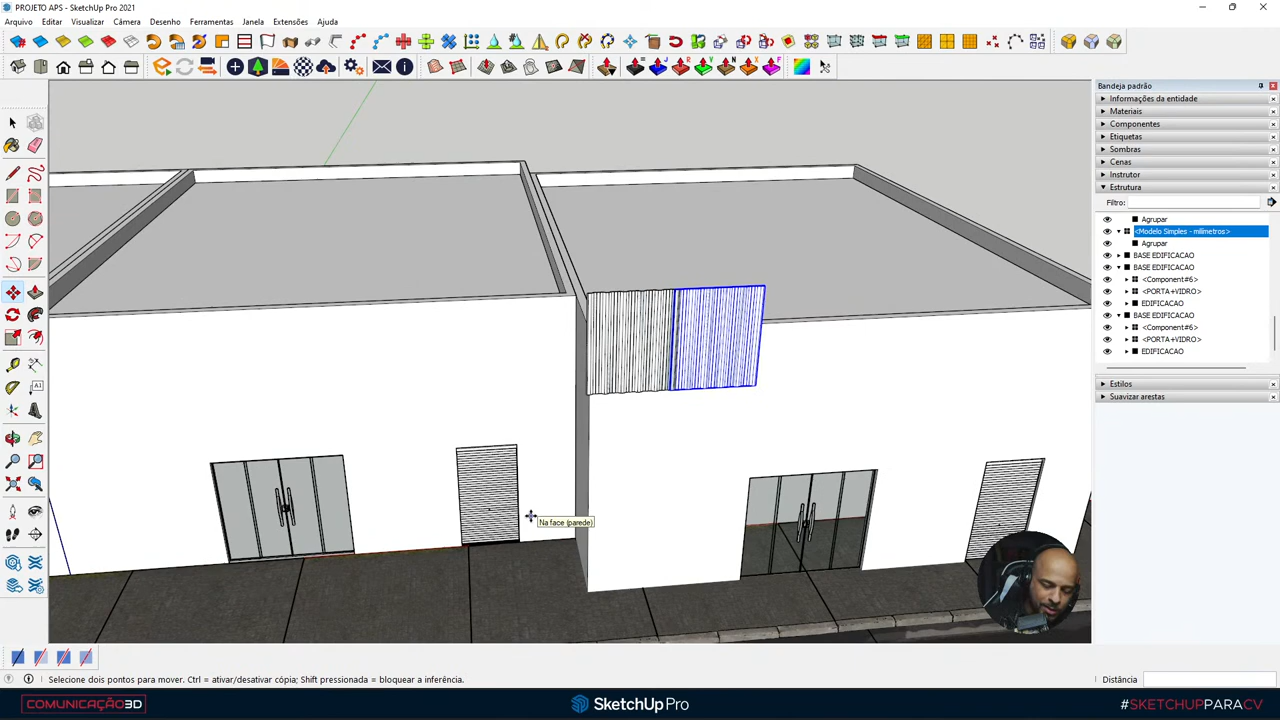 PROJETO APS - SketchUp Pro 2021
Arquivo Editar Visualizar Câmera Desenho Ferramentas Janela Extensões Ajuda
Bandeja padrão
Informações da entidade
Materiais
Componentes
Etiquetas
Sombras
Cenas
Instrutor
Estrutura
Filtro:
Agrupar
<Modelo Simples - milímetros>
Agrupar
BASE EDIFICACAO
BASE EDIFICACAO
<Component#6>
<PORTA+VIDRO>
EDIFICACAO
BASE EDIFICACAO
<Component#6>
<PORTA+VIDRO>
EDIFICACAO
Estilos
Suavizar arestas
Na face (parede)
Selecione dois pontos para mover. Ctrl = ativar/desativar cópia; Shift pressionada = bloquear a inferência.
Distância
COMUNICAÇÃO3D
SketchUp Pro
#SKETCHUPPARACV